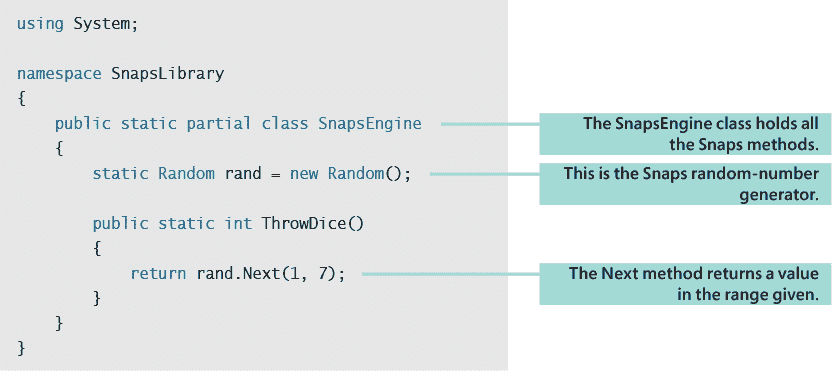 using System;
namespace SnapsLibrary
{
public static partial class SnapsEngine
{
static Random rand = new Random();
public static int ThrowDice()
{
return rand.Next(1, 7);
}
}
}
The SnapsEngine class holds all
the Snaps methods.
This is the Snaps random-number
generator.
The Next method returns a value
in the range given.